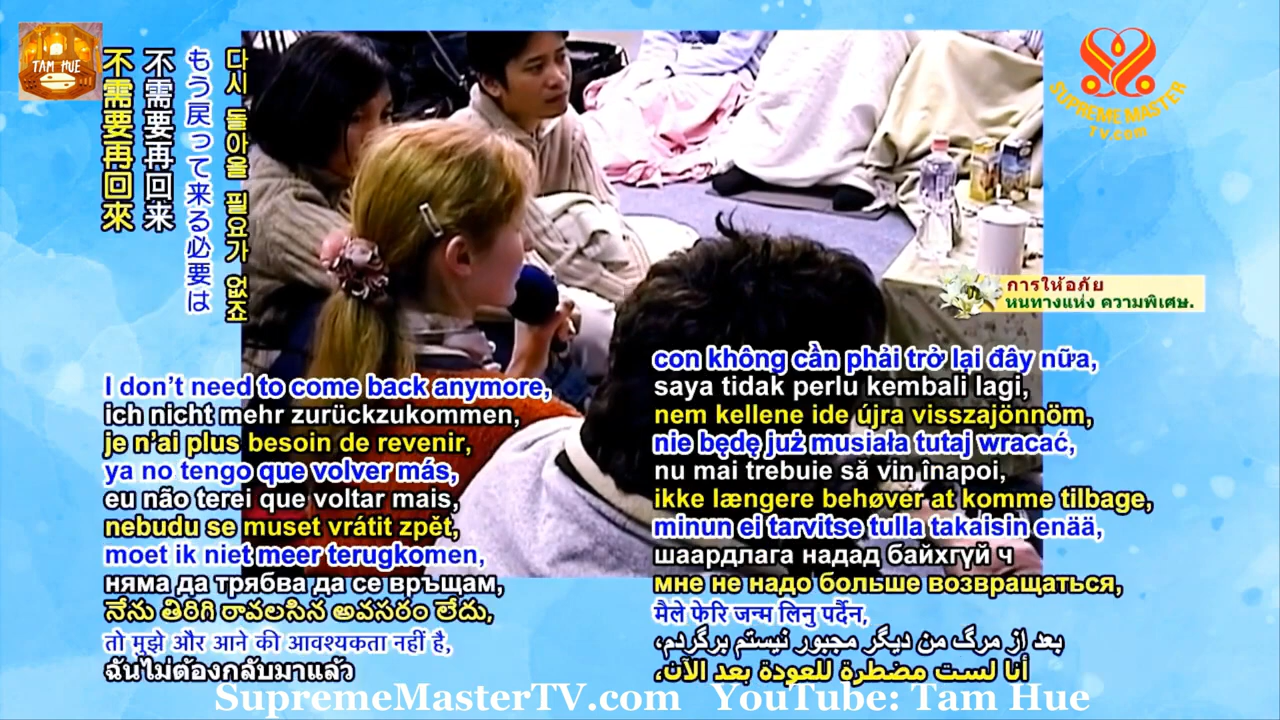 TAM HUE
不需要再回來
不需要再回来
もう戻って来る必要は
다시 돌아올 필요가 없죠
SUPREME MASTER
TV.com
การให้อภัย
หนทางแห่ง ความพิเศษ.
I don't need to come back anymore,
ich nicht mehr zurückzukommen,
je n'ai plus besoin de revenir,
ya no tengo que volver más,
eu não terei que voltar mais,
nebudu se muset vrátit zpět,
moet ik niet meer terugkomen,
няма да трябва да се връщам,
నేను తిరిగి రావలసిన అవసరం లేదు,
तो मुझे और आने की आवश्यकता नहीं है,
ฉันไม่ต้องกลับมาแล้ว
con không cần phải trở lại đây nữa,
saya tidak perlu kembali lagi,
nem kellene ide újra visszajönnöm,
nie będę już musiała tutaj wracać,
nu mai trebuie să vin înapoi,
ikke længere behøver at komme tilbage,
minun ei tarvitse tulla takaisin enää,
шаардлага надад байхгүй ч
мне не надо больше возвращаться,
मैले फेरि जन्म लिनु पर्दैन,
بعد از مرگ من دیگر مجبور نیستم برگردم،
أنا لست مضطرة للعودة بعد الآن،
SupremeMasterTV.com YouTube: Tam Hue